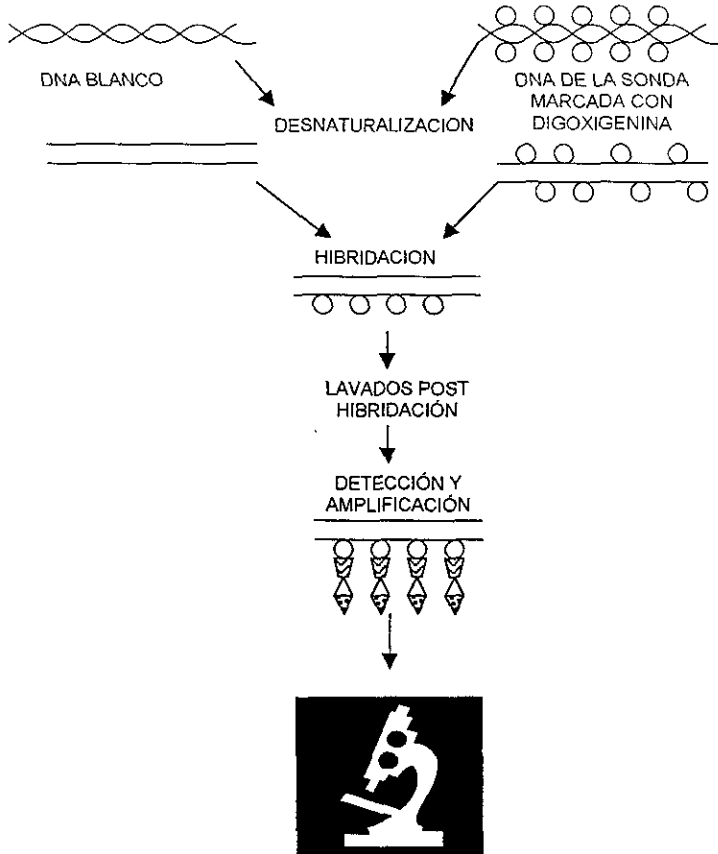 DNA BLANCO
DNA DE LA SONDA
MARCADA CON
DIGOXIGENINA
DESNATURALIZACION
HIBRIDACION
LAVADOS POST
HIBRIDACIÓN
DETECCIÓN Y
AMPLIFICACIÓN